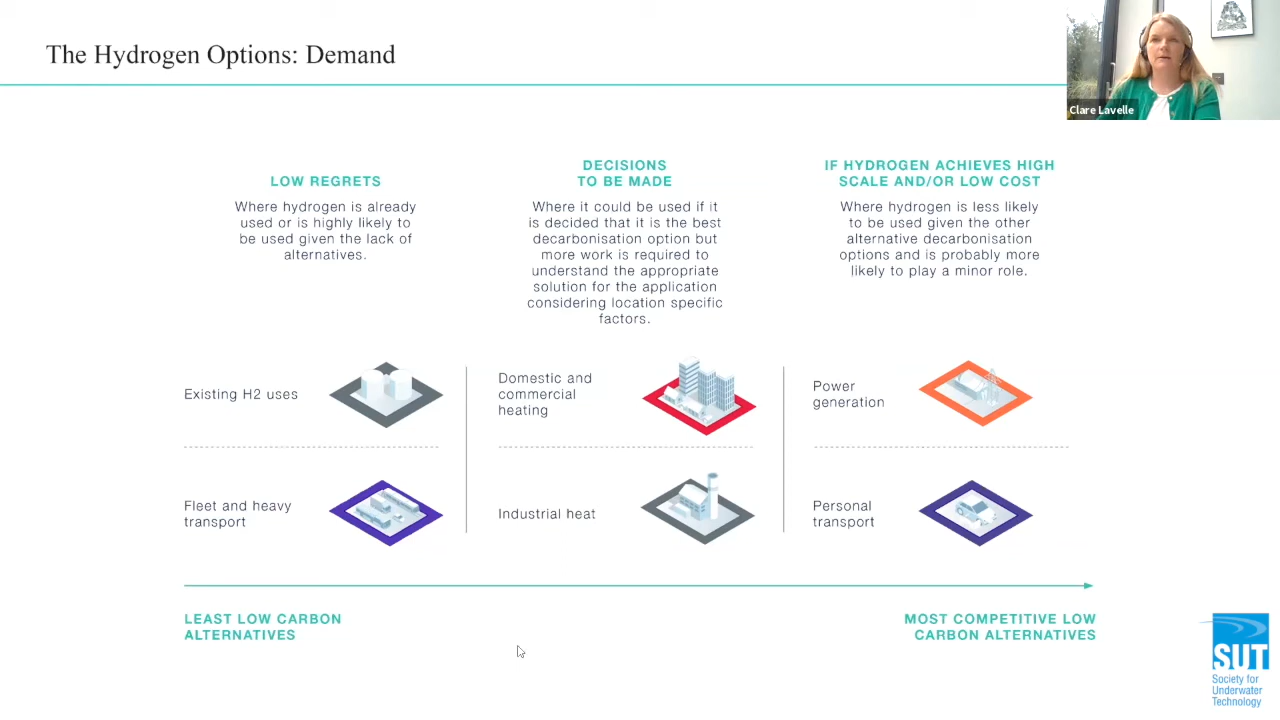 The Hydrogen Options: Demand
Clare Lavelle
LOW REGRETS
Where hydrogen is already
used or is highly likely to
be used given the lack of
alternatives.
DECISIONS
TO BE MADE
Where it could be used if it
is decided that it is the best
decarbonisation option but
more work is required to
understand the appropriate
solution for the application
considering location specific
factors.
IF HYDROGEN ACHIEVES HIGH
SCALE AND/OR LOW COST
Where hydrogen is less likely
to be used given the other
alternative decarbonisation
options and is probably more
likely to play a minor role.
Existing H2 uses
Domestic and
commercial
heating
Power
generation
Fleet and heavy
transport
Industrial heat
Personal
transport
LEAST LOW CARBON
ALTERNATIVES
MOST COMPETITIVE LOW
CARBON ALTERNATIVES
SUT
Society for
Underwater
Technology